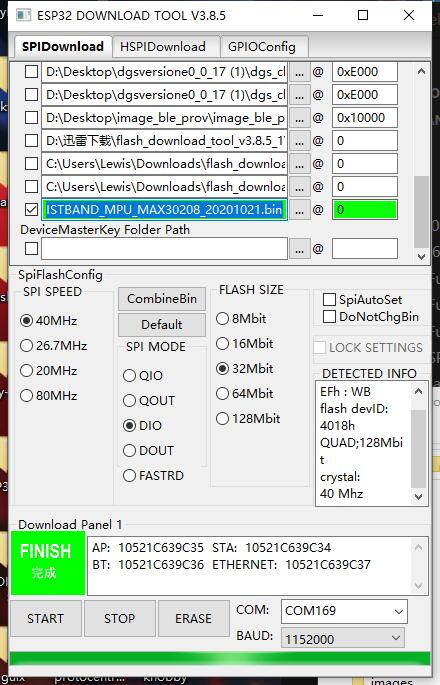 ESP32 DOWNLOAD TOOL V3.8.5
SPIDownload HSPIDownload GPIOConfig
D:\Desktop\dgsversione0_0_17 (1)\dgs_cl ... @ 0xE000
D:\Desktop\dgsversione0_0_17 (1)\dgs_cl ... @ 0xE000
D:\Desktop\image_ble_prov\image_ble_p ... @ 0x10000
D:\迅雷下载\flash_download_tool_v3.8.5_1 ... @ 0
C:\Users\Lewis\Downloads\flash_downloa ... @ 0
C:\Users\Lewis\Downloads\flash_downloa ... @ 0
ISTBAND_MPU_MAX30208_20201021.bin ... @ 0
DeviceMasterKey Folder Path
... @
SpiFlashConfig
SPI SPEED
40MHz
26.7MHz
20MHz
80MHz
CombineBin
Default
SPI MODE
QIO
QOUT
DIO
DOUT
FASTRD
FLASH SIZE
8Mbit
16Mbit
32Mbit
64Mbit
128Mbit
SpiAutoSet
DoNotChgBin
LOCK SETTINGS
DETECTED INFO
EFh : WB
flash devID:
4018h
QUAD;128Mbi
t
crystal:
40 Mhz
Download Panel 1
FINISH
完成
AP: 10521C639C35 STA: 10521C639C34
BT: 10521C639C36 ETHERNET: 10521C639C37
START STOP ERASE
COM: COM169
BAUD: 1152000
images